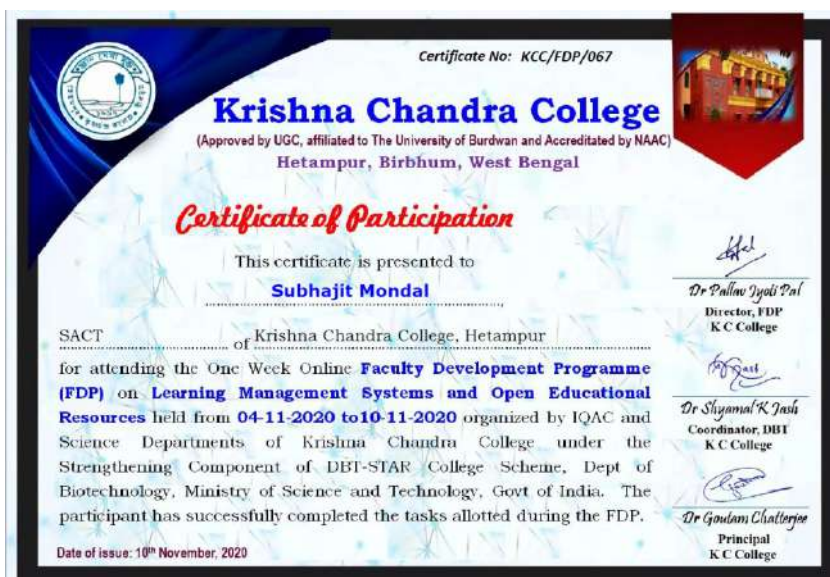 Certificate No: KCC/FDP/067
Krishna Chandra College
(Approved by UGC, affiliated to The University of Burdwan and Accreditated by NAAC)
Hetampur, Birbhum, West Bengal
Certificate of Participation
This certificate is presented to
Subhajit Mondal
SACT of Krishna Chandra College, Hetampur
for attending the One Week Online Faculty Development Programme
(FDP) on Learning Management Systems and Open Educational
Resources held from 04-11-2020 to10-11-2020 organized by IQAC and
Science Departments of Krishna Chandra College under the
Strengthening Component of DBT-STAR College Scheme, Dept of
Biotechnology, Ministry of Science and Technology, Govt of India. The
participant has successfully completed the tasks allotted during the FDP.
Date of issue: 10th November, 2020
Dr Pallav Jyoti Pal
Director, FDP
K C College
Dr Shyamal K Jash
Coordinator, DBT
K C College
Dr Goutam Chatterjee
Principal
K C College